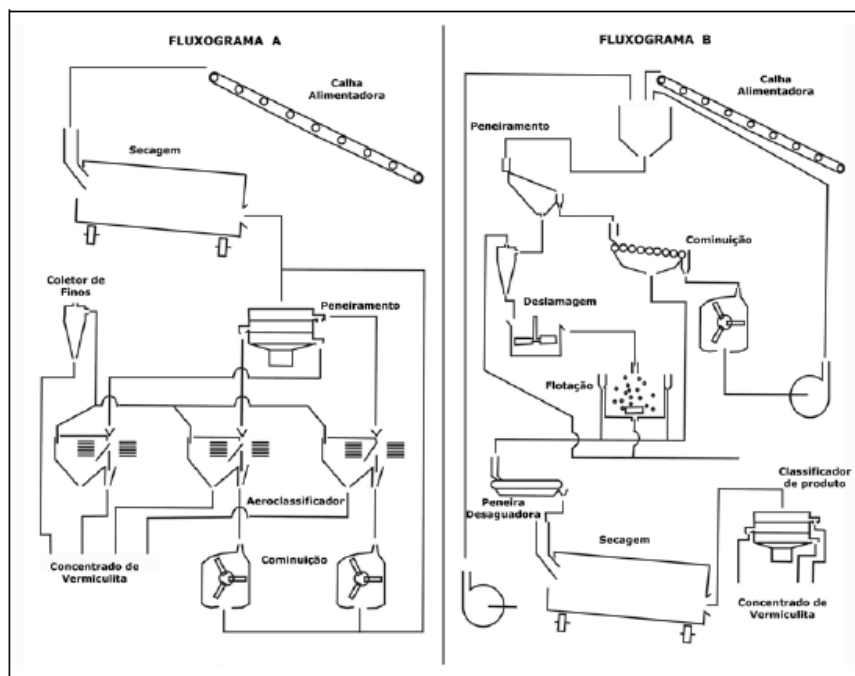 FLUXOGRAMA A
Calha
Alimentadora
Secagem
Coletor de
Finos
Peneiramento
Aeroclassificador
Concentrado de
Vermiculita
Cominuição
FLUXOGRAMA B
Calha
Alimentadora
Peneiramento
Cominuição
Deslamagem
Flotação
Classificador
de produto
Peneira
Desaguadora
Secagem
Concentrado de
Vermiculita